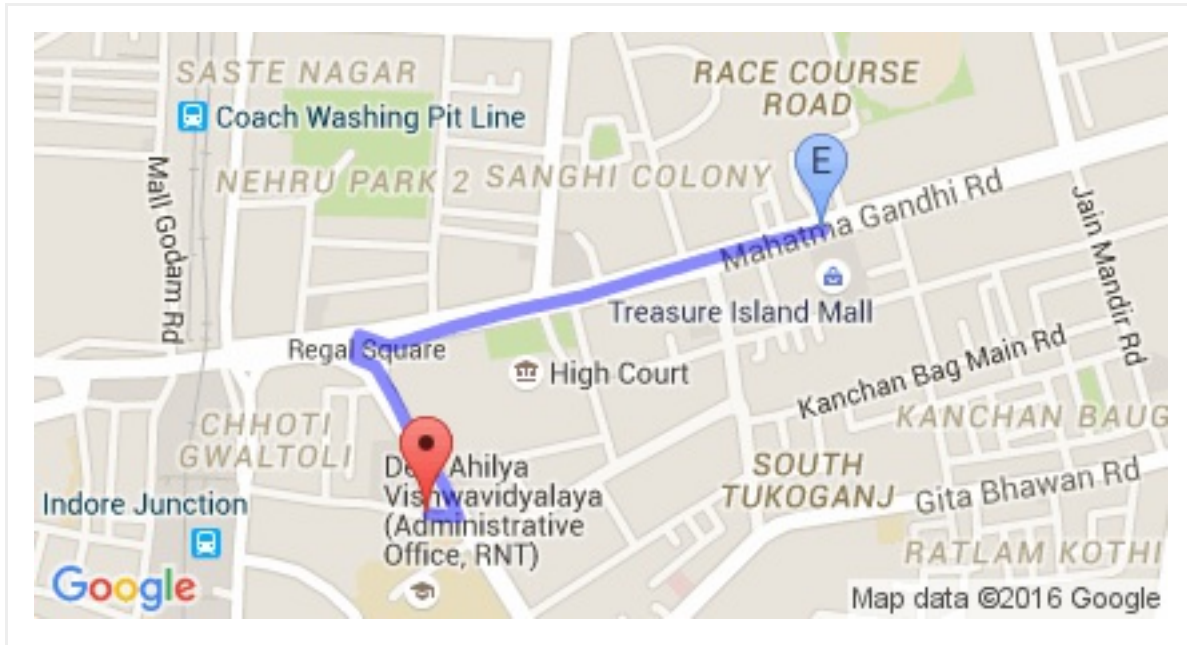 SASTE NAGAR
RACE COURSE
ROAD
Coach Washing Pit Line
E
Mall Godam Rd
NEHRU PARK 2
SANGHI COLONY
Mahatma Gandhi Rd
Jain Mandir Rd
Treasure Island Mall
Regal Square
High Court
Kanchan Bag Main Rd
KANCHAN BAUG
CHHOTI
GWALTOLI
Devi Ahilya
Vishwavidyalaya
(Administrative
Office, RNT)
SOUTH
TUKOGANJ
Gita Bhawan Rd
Indore Junction
RATLAM KOTHI
Google
Map data ©2016 Google